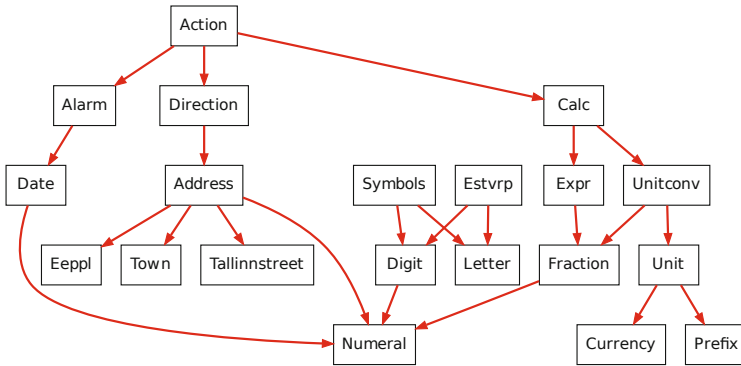 Action
Alarm
Direction
Calc
Date
Address
Symbols
Estvrp
Expr
Unitconv
Eeppl
Town
Tallinnstreet
Digit
Letter
Fraction
Unit
Numeral
Currency
Prefix